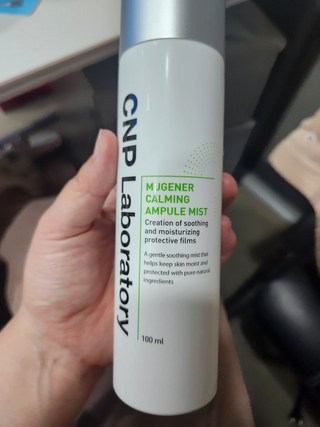 CNP Laboratory
MUGENER
CALMING
AMPULE MIST
Creation of soothing
and moisturizing
protective films
A gentle soothing mist that
helps keep skin moist and
protected with pure natural
ingredients
100 ml